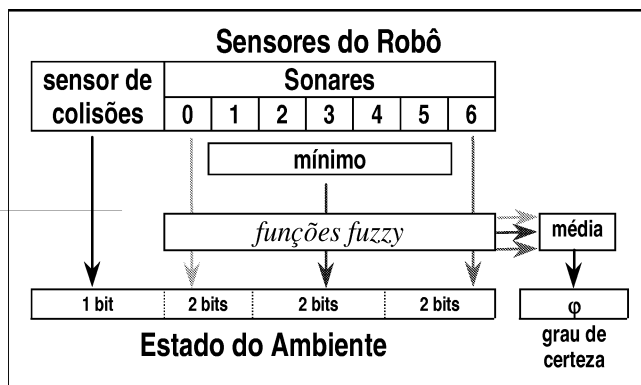 Sensores do Robô
sensor de colisões
Sonares
0 1 2 3 4 5 6
mínimo
funções fuzzy
média
1 bit 2 bits 2 bits 2 bits
φ
Estado do Ambiente
grau de
certeza